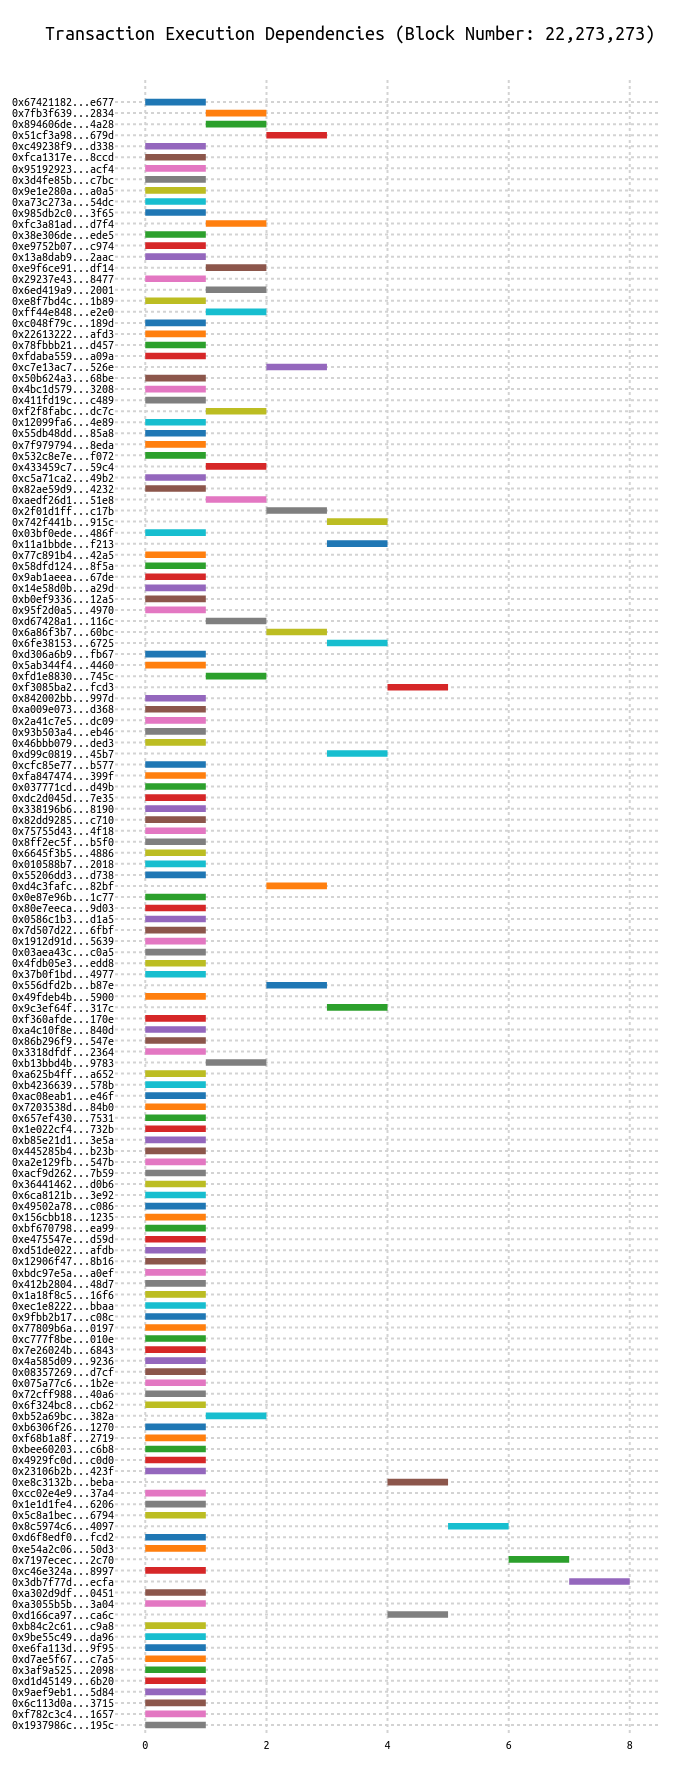 Transaction Execution Dependencies (Block Number: 22,273,273)
0x67421182...e677
0x7fb3f639...2834
0x894606de...4a28
0x51cf3a98...679d
0xc49238f9...d338
0xfca1317e...8ccd
0x95192923...acf4
0x3d4fe85b...c7bc
0x9e1e280a...a0a5
0xa73c273a...54dc
0x985db2c0...3f65
0xfc3a81ad...d7f4
0x38e306de...ede5
0xe9752b07...c974
0x13a8dab9...2aac
0xe9f6ce91...df14
0x29237e43...8477
0x6ed419a9...2001
0xe8f7bd4c...1b89
0xff44e848...e2e0
0xc048f79c...189d
0x22613222...afd3
0x78fbbb21...d457
0xfdaba559...a09a
0xc7e13ac7...526e
0x50b624a3...68be
0x4bc1d579...3208
0x411fd19c...c489
0xf2f8fabc...dc7c
0x12099fa6...4e89
0x55db48dd...85a8
0x7f979794...8eda
0x532c8e7e...f072
0x433459c7...59c4
0xc5a71ca2...49b2
0x82ae59d9...4232
0xaedf26d1...51e8
0x2f01d1ff...c17b
0x742f441b...915c
0x03bf0ede...486f
0x11a1bbde...f213
0x77c891b4...42a5
0x58dfd124...8f5a
0x9ab1aeea...67de
0x14e58d0b...a29d
0xb0ef9336...12a5
0x95f2d0a5...4970
0xd67428a1...116c
0x6a86f3b7...60bc
0x6fe38153...6725
0xd306a6b9...fb67
0x5ab344f4...4460
0xfd1e8830...745c
0xf3085ba2...fcd3
0x842002bb...997d
0xa009e073...d368
0x2a41c7e5...dc09
0x93b503a4...eb46
0x46bbb079...ded3
0xd99c0819...45b7
0xcfc85e77...b577
0xfa847474...399f
0x037771cd...d49b
0xdc2d045d...7e35
0x338196b6...8190
0x82dd9285...c710
0x75755d43...4f18
0x8ff2ec5f...b5f0
0x6645f3b5...4886
0x010588b7...2018
0x55206dd3...d738
0xd4c3fafc...82bf
0x0e87e96b...1c77
0x80e7eeca...9d03
0x0586c1b3...d1a5
0x7d507d22...6fbf
0x1912d91d...5639
0x03aea43c...c0a5
0x4fdb05e3...edd8
0x37b0f1bd...4977
0x556dfd2b...b87e
0x49fdeb4b...5900
0x9c3ef64f...317c
0xf360afde...170e
0xa4c10f8e...840d
0x86b296f9...547e
0x3318dfdf...2364
0xb13bbd4b...9783
0xa625b4ff...a652
0xb4236639...578b
0xac08eab1...e46f
0x7203538d...84b0
0x657ef430...7531
0x1e022cf4...732b
0xb85e21d1...3e5a
0x445285b4...b23b
0xa2e129fb...547b
0xacf9d262...7b59
0x36441462...d0b6
0x6ca8121b...3e92
0x49502a78...c086
0x156cbb18...1235
0xbf670798...ea99
0xe475547e...d59d
0xd51de022...afdb
0x12906f47...8b16
0xbdc97e5a...a0ef
0x412b2804...48d7
0x1a18f8c5...16f6
0xec1e8222...bbaa
0x9fbb2b17...c08c
0x77809b6a...0197
0xc777f8be...010e
0x7e26024b...6843
0x4a585d09...9236
0x08357269...d7cf
0x075a77c6...1b2e
0x72cff988...40a6
0x6f324bc8...cb62
0xb52a69bc...382a
0xb6306f26...1270
0xf68b1a8f...2719
0xbee60203...c6b8
0x4929fc0d...c0d0
0x23106b2b...423f
0xe8c3132b...beba
0xcc02e4e9...37a4
0x1e1d1fe4...6206
0x5c8a1bec...6794
0x8c5974c6...4097
0xd6f8edf0...fcd2
0xe54a2c06...50d3
0x7197ecec...2c70
0xc46e324a...8997
0x3db7f77d...ecfa
0xa302d9df...0451
0xa3055b5b...3a04
0xd166ca97...ca6c
0xb84c2c61...c9a8
0x9be55c49...da96
0xe6fa113d...9f95
0xd7ae5f67...c7a5
0x3af9a525...2098
0xd1d45149...6b20
0x9aef9eb1...5d84
0x6c113d0a...3715
0xf782c3c4...1657
0x1937986c...195c
0 2 4 6 8